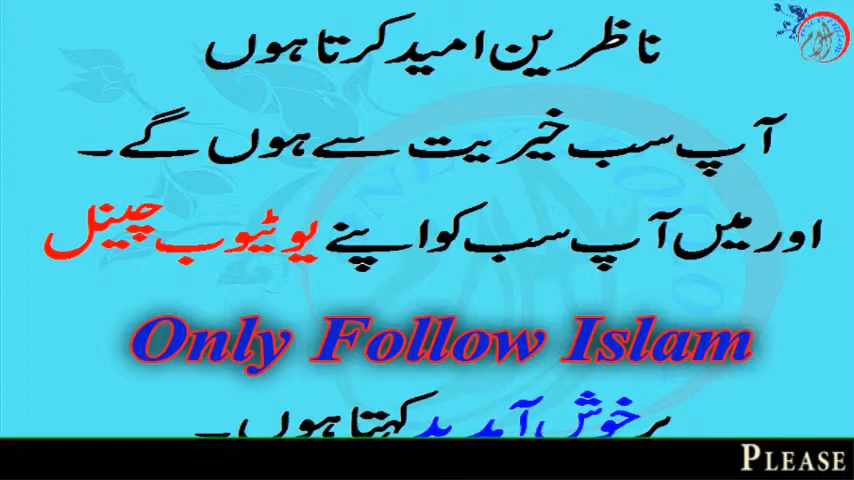 ناظرین امید کرتا ہوں
آپ سب خیریت سے ہوں گے۔
اور میں آپ سب کو اپنے یوٹیوب چینل
Only Follow Islam
پر خوش آمدید کہتا ہوں۔
PLEASE